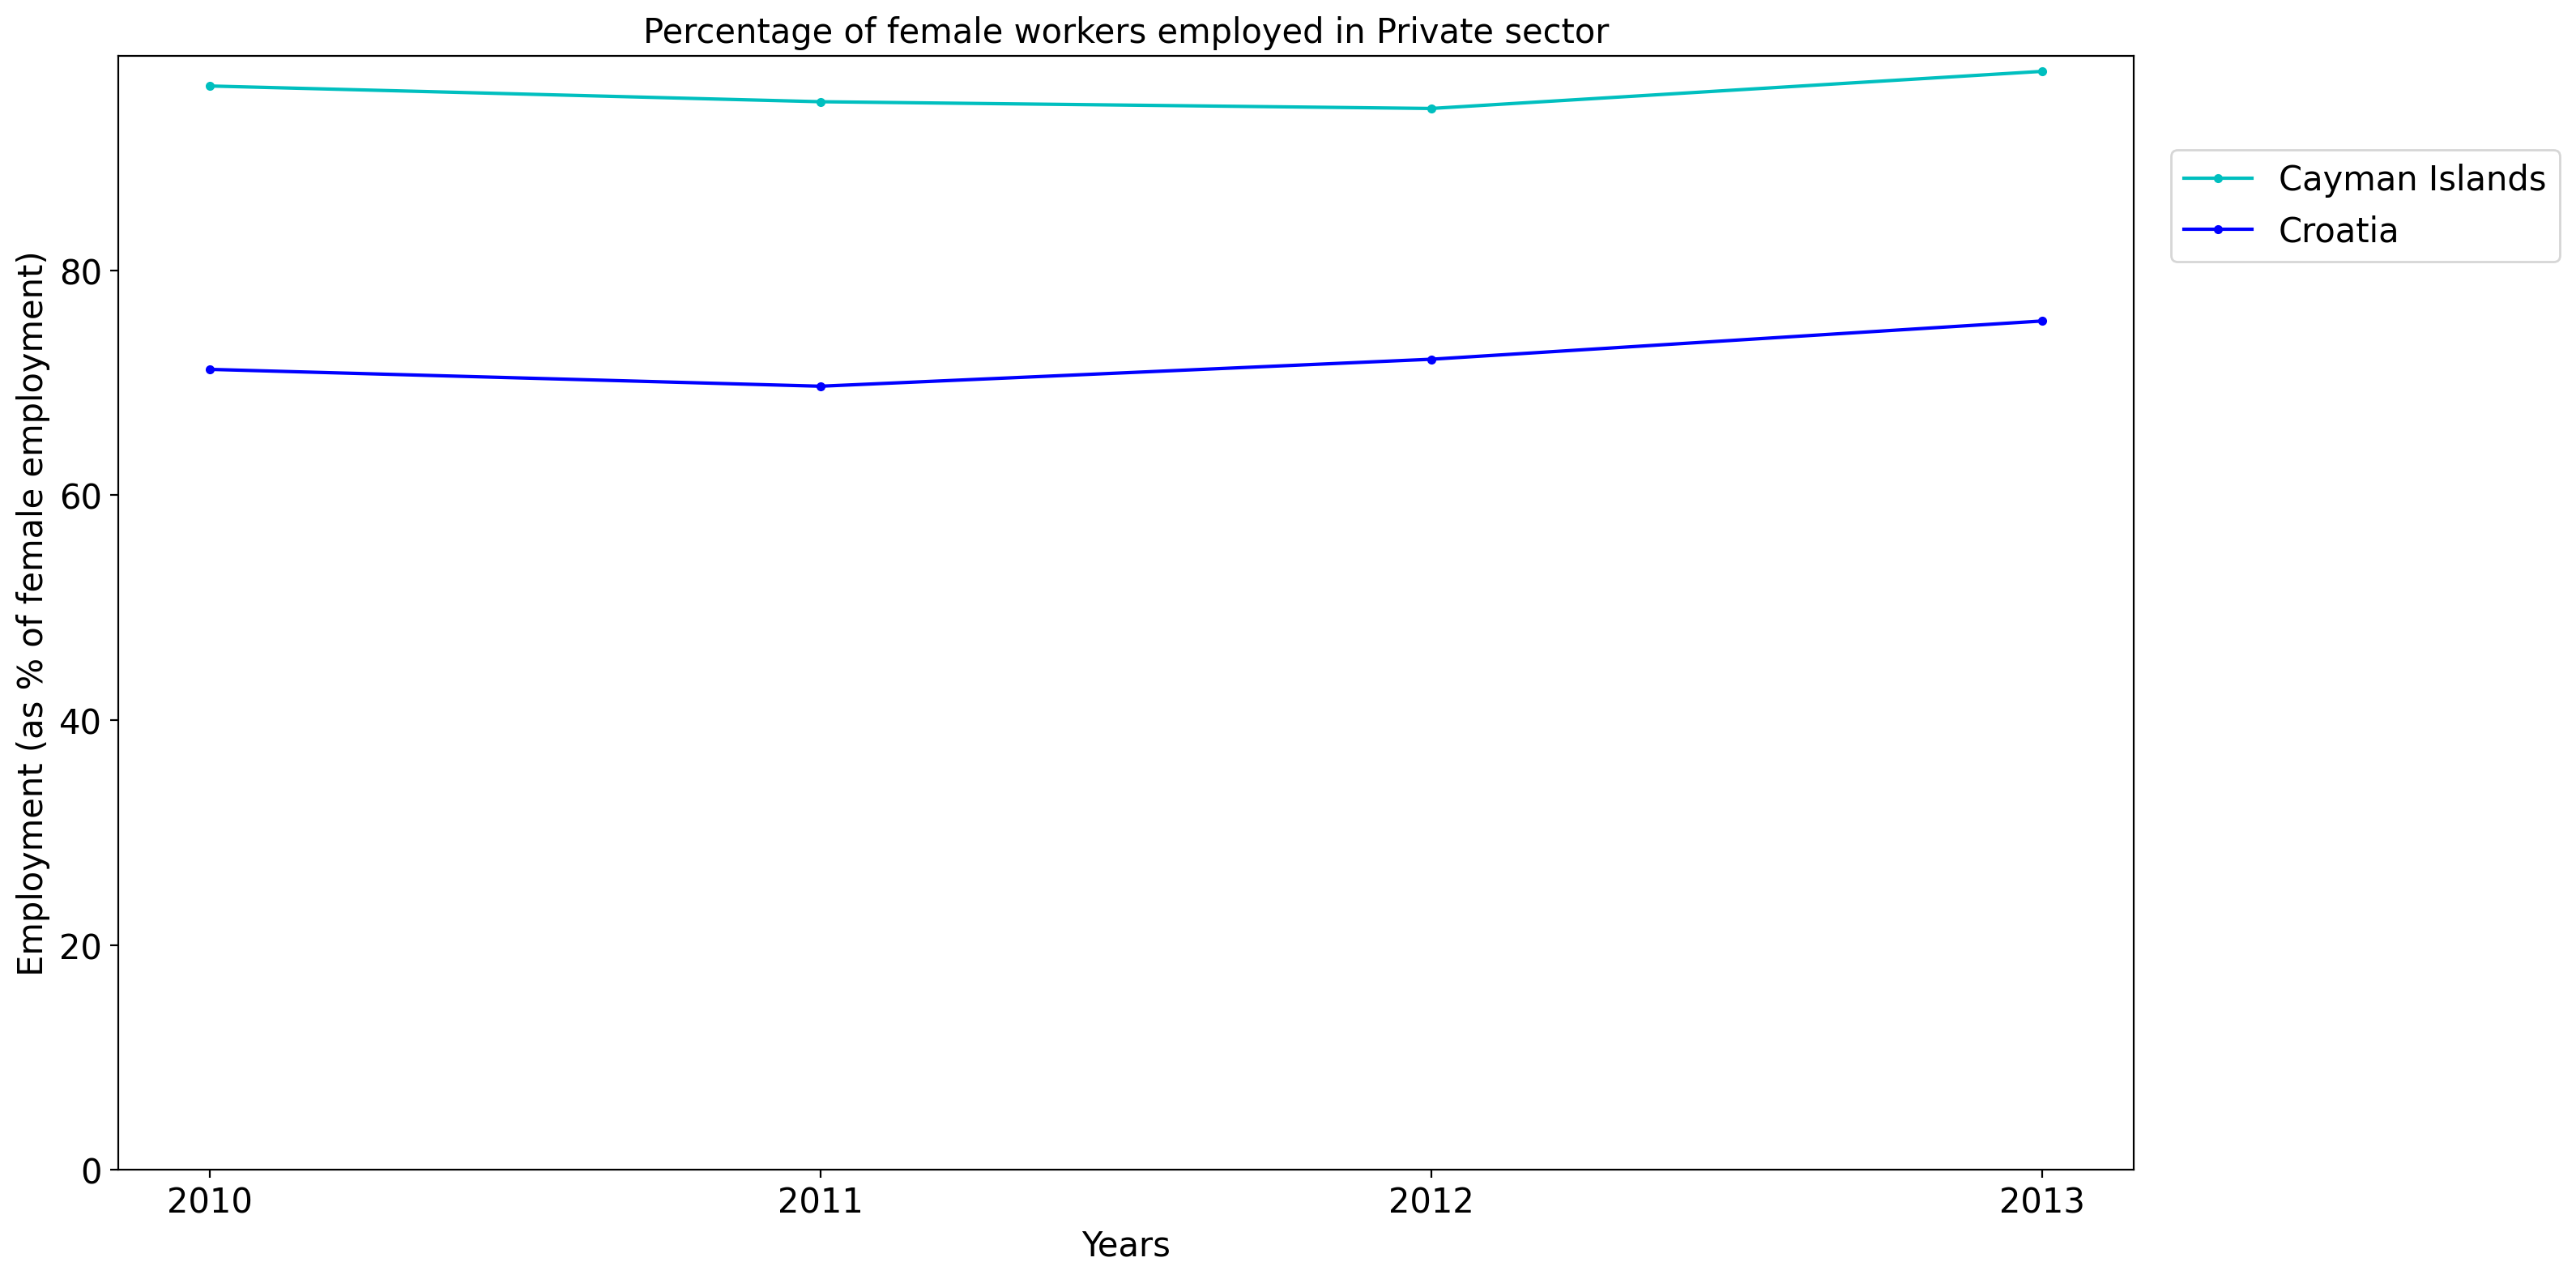 Percentage of female workers employed in Private sector
Cayman Islands
Croatia
Employment (as % of female employment)
80
60
40
20
0
2010
2011
2012
2013
Years